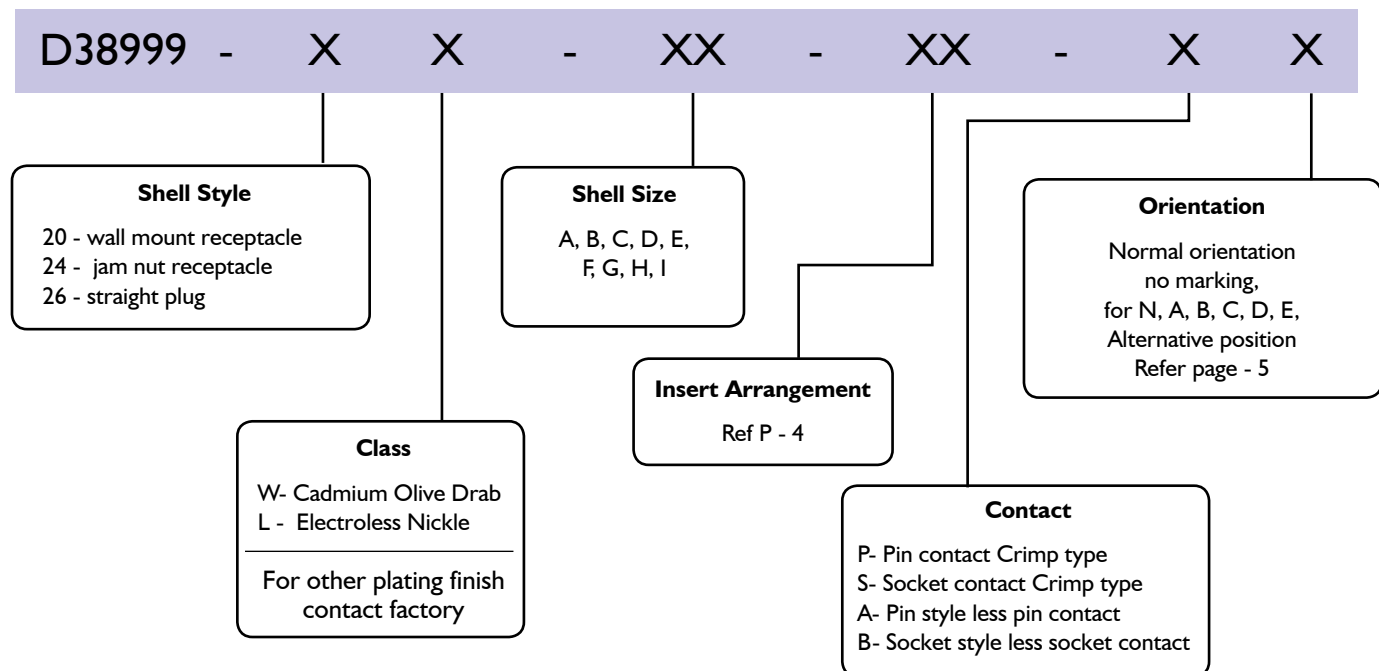 D38999 - X X - XX - XX - X X
Shell Style
20 - wall mount receptacle
24 - jam nut receptacle
26 - straight plug
Shell Size
A, B, C, D, E,
F, G, H, I
Orientation
Normal orientation
no marking,
for N, A, B, C, D, E,
Alternative position
Refer page - 5
Insert Arrangement
Ref P - 4
Class
W- Cadmium Olive Drab
L - Electroless Nickle
For other plating finish
contact factory
Contact
P- Pin contact Crimp type
S- Socket contact Crimp type
A- Pin style less pin contact
B- Socket style less socket contact